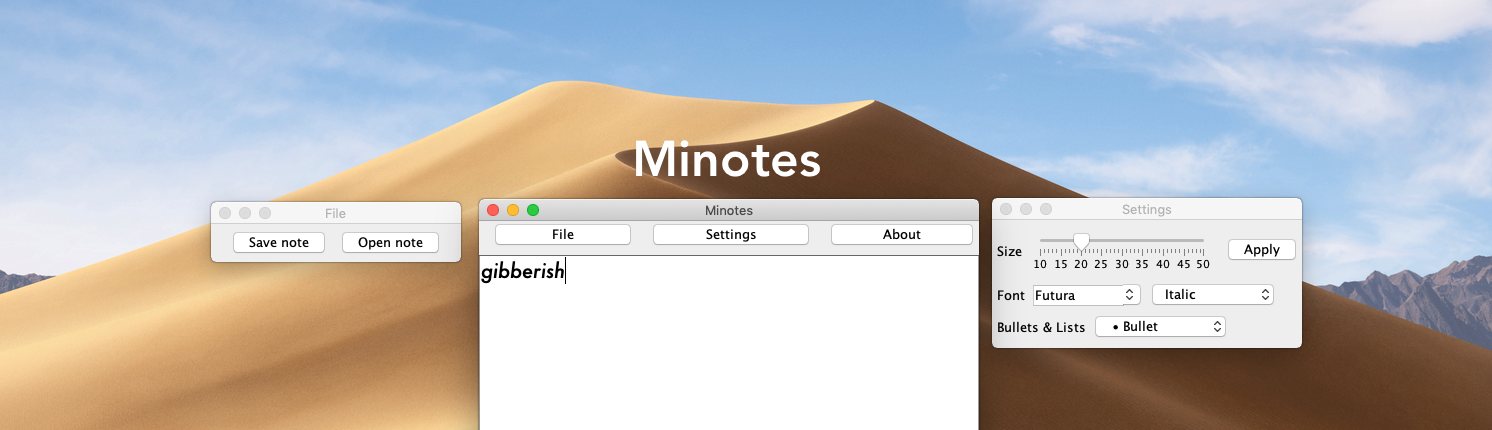 Minotes
File
Save note Open note
Minotes
File Settings About
gibberish
Settings
Size
10 15 20 25 30 35 40 45 50
Apply
Font Futura Italic
Bullets & Lists • Bullet